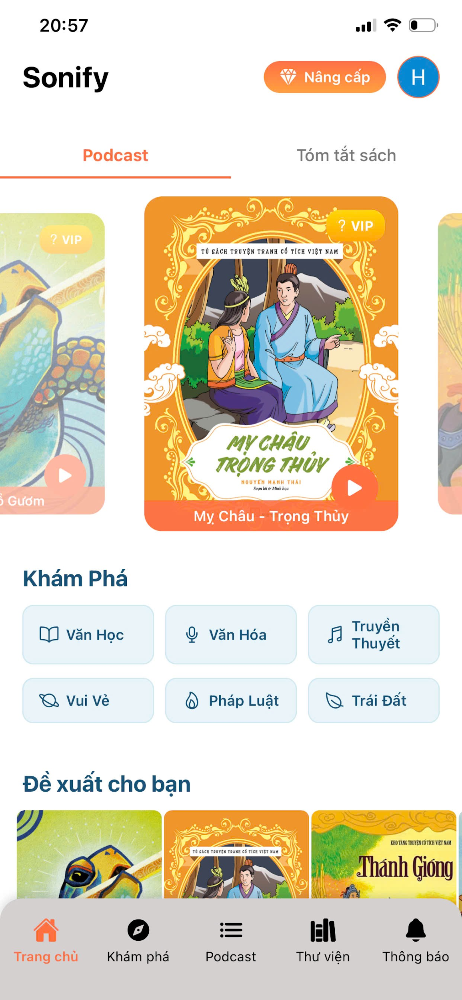 20:57
Sonify
Nâng cấp
H
Podcast
Tóm tắt sách
? VIP
? VIP
TỦ SÁCH TRUYỆN TRANH CỔ TÍCH VIỆT NAM
MỴ CHÂU
TRỌNG THỦY
NGUYỄN MẠNH THÁI
Soạn lời & Minh họa
Gươm
Mỵ Châu - Trọng Thủy
Khám Phá
Văn Học
Văn Hóa
Truyền
Thuyết
Vui Vẻ
Pháp Luật
Trái Đất
Đề xuất cho bạn
TỦ SÁCH TRUYỆN TRANH CỔ TÍCH VIỆT NAM
KHO TÀNG TRUYỆN CỔ TÍCH VIỆT NAM
Thánh Gióng
Trang chủ
Khám phá
Podcast
Thư viện
Thông báo